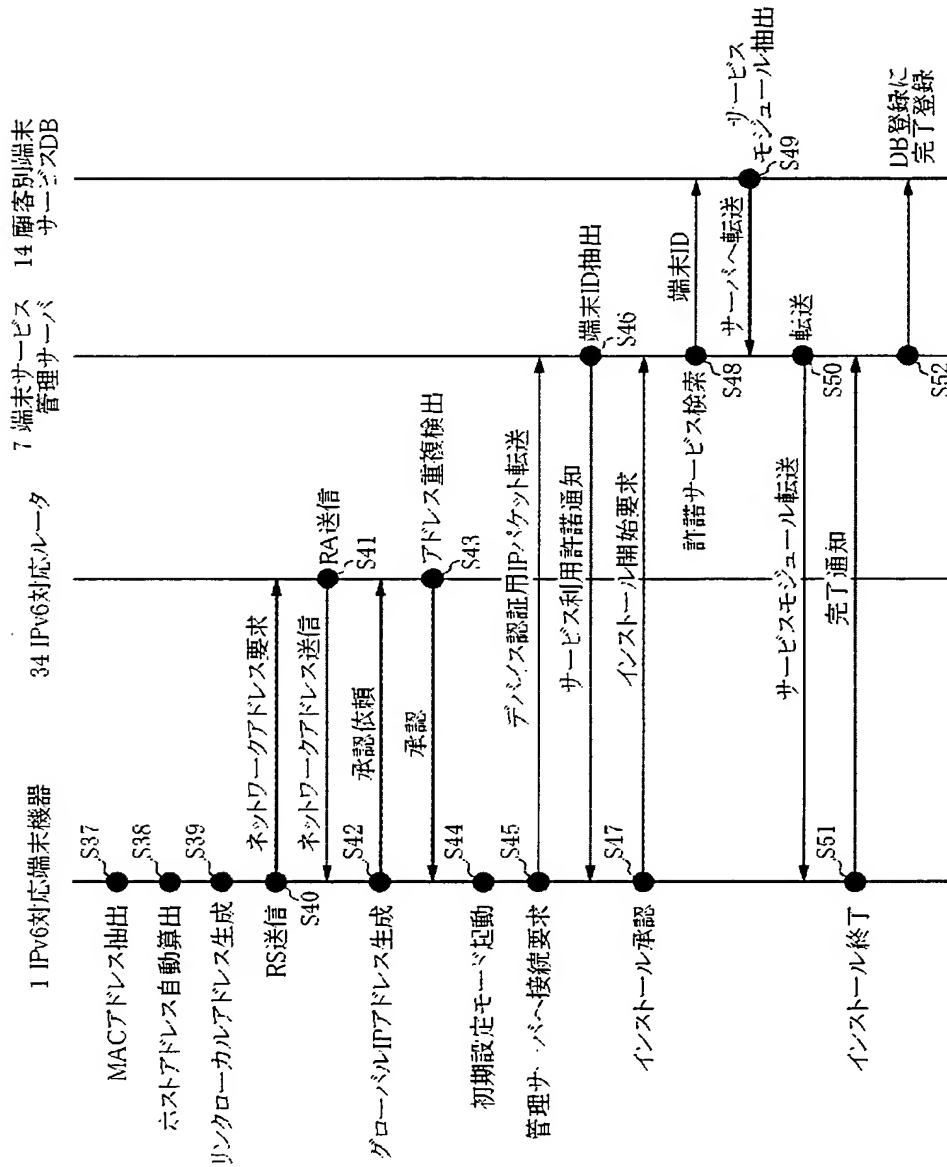 1 IPv6対応端末機器
34 IPv6対応ルータ
7 端末サービス
管理サーバ
14 顧客別端末
サービスDB
MACアドレス抽出
S37
ホストアドレス自動算出
S38
リンクローカルアドレス生成
S39
RS送信
S40
ネットワークアドレス要求
RA送信
S41
ネットワークアドレス送信
グローバルIPアドレス生成
S42
承認依頼
アドレス重複検出
S43
承認
初期設定モード起動
S44
管理サーバへ接続要求
S45
デバイス認証用IPパケット転送
端末ID抽出
S46
サービス利用許諾通知
インストール承認
S47
インストール開始要求
許諾サービス検索
S48
端末ID
サービス
モジュール抽出
S49
サーバへ転送
転送
S50
サービスモジュール転送
インストール終了
S51
完了通知
S52
DB登録に
完了登録